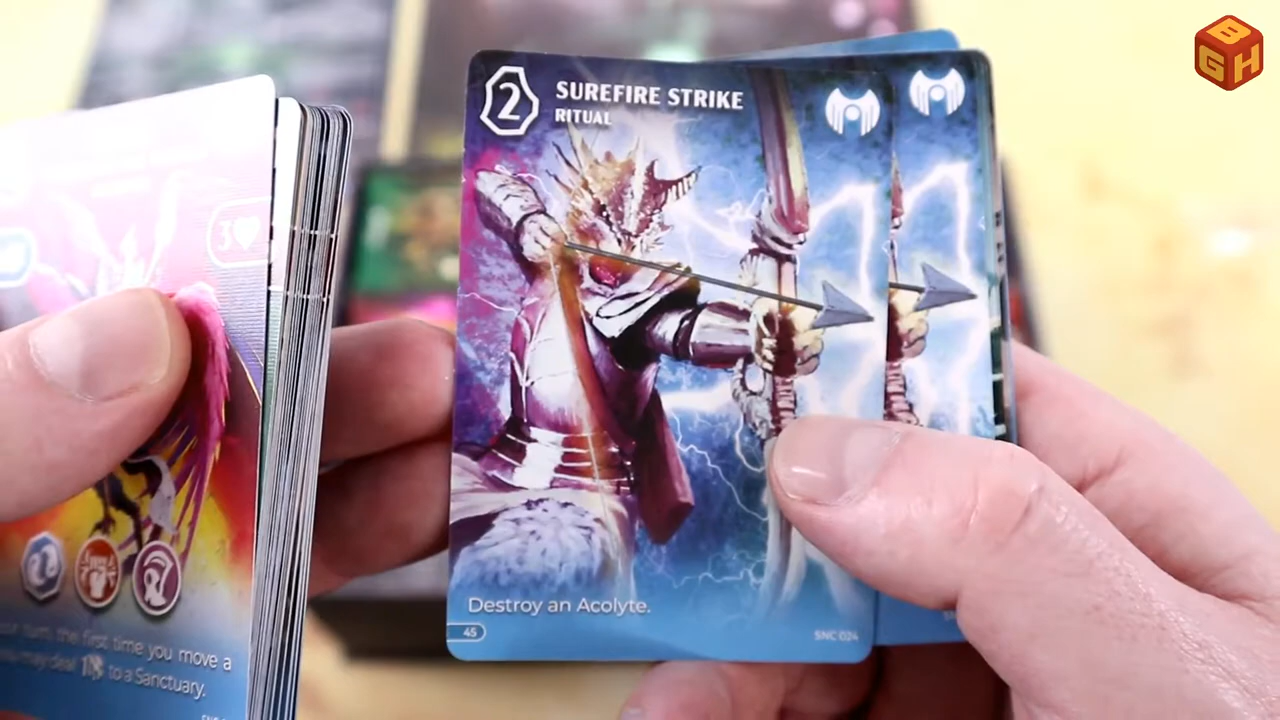 B
G H
2
SUREFIRE STRIKE
RITUAL
3
Destroy an Acolyte.
45
SNC 024
turn, the first time you move a
may deal 1 to a Sanctuary.